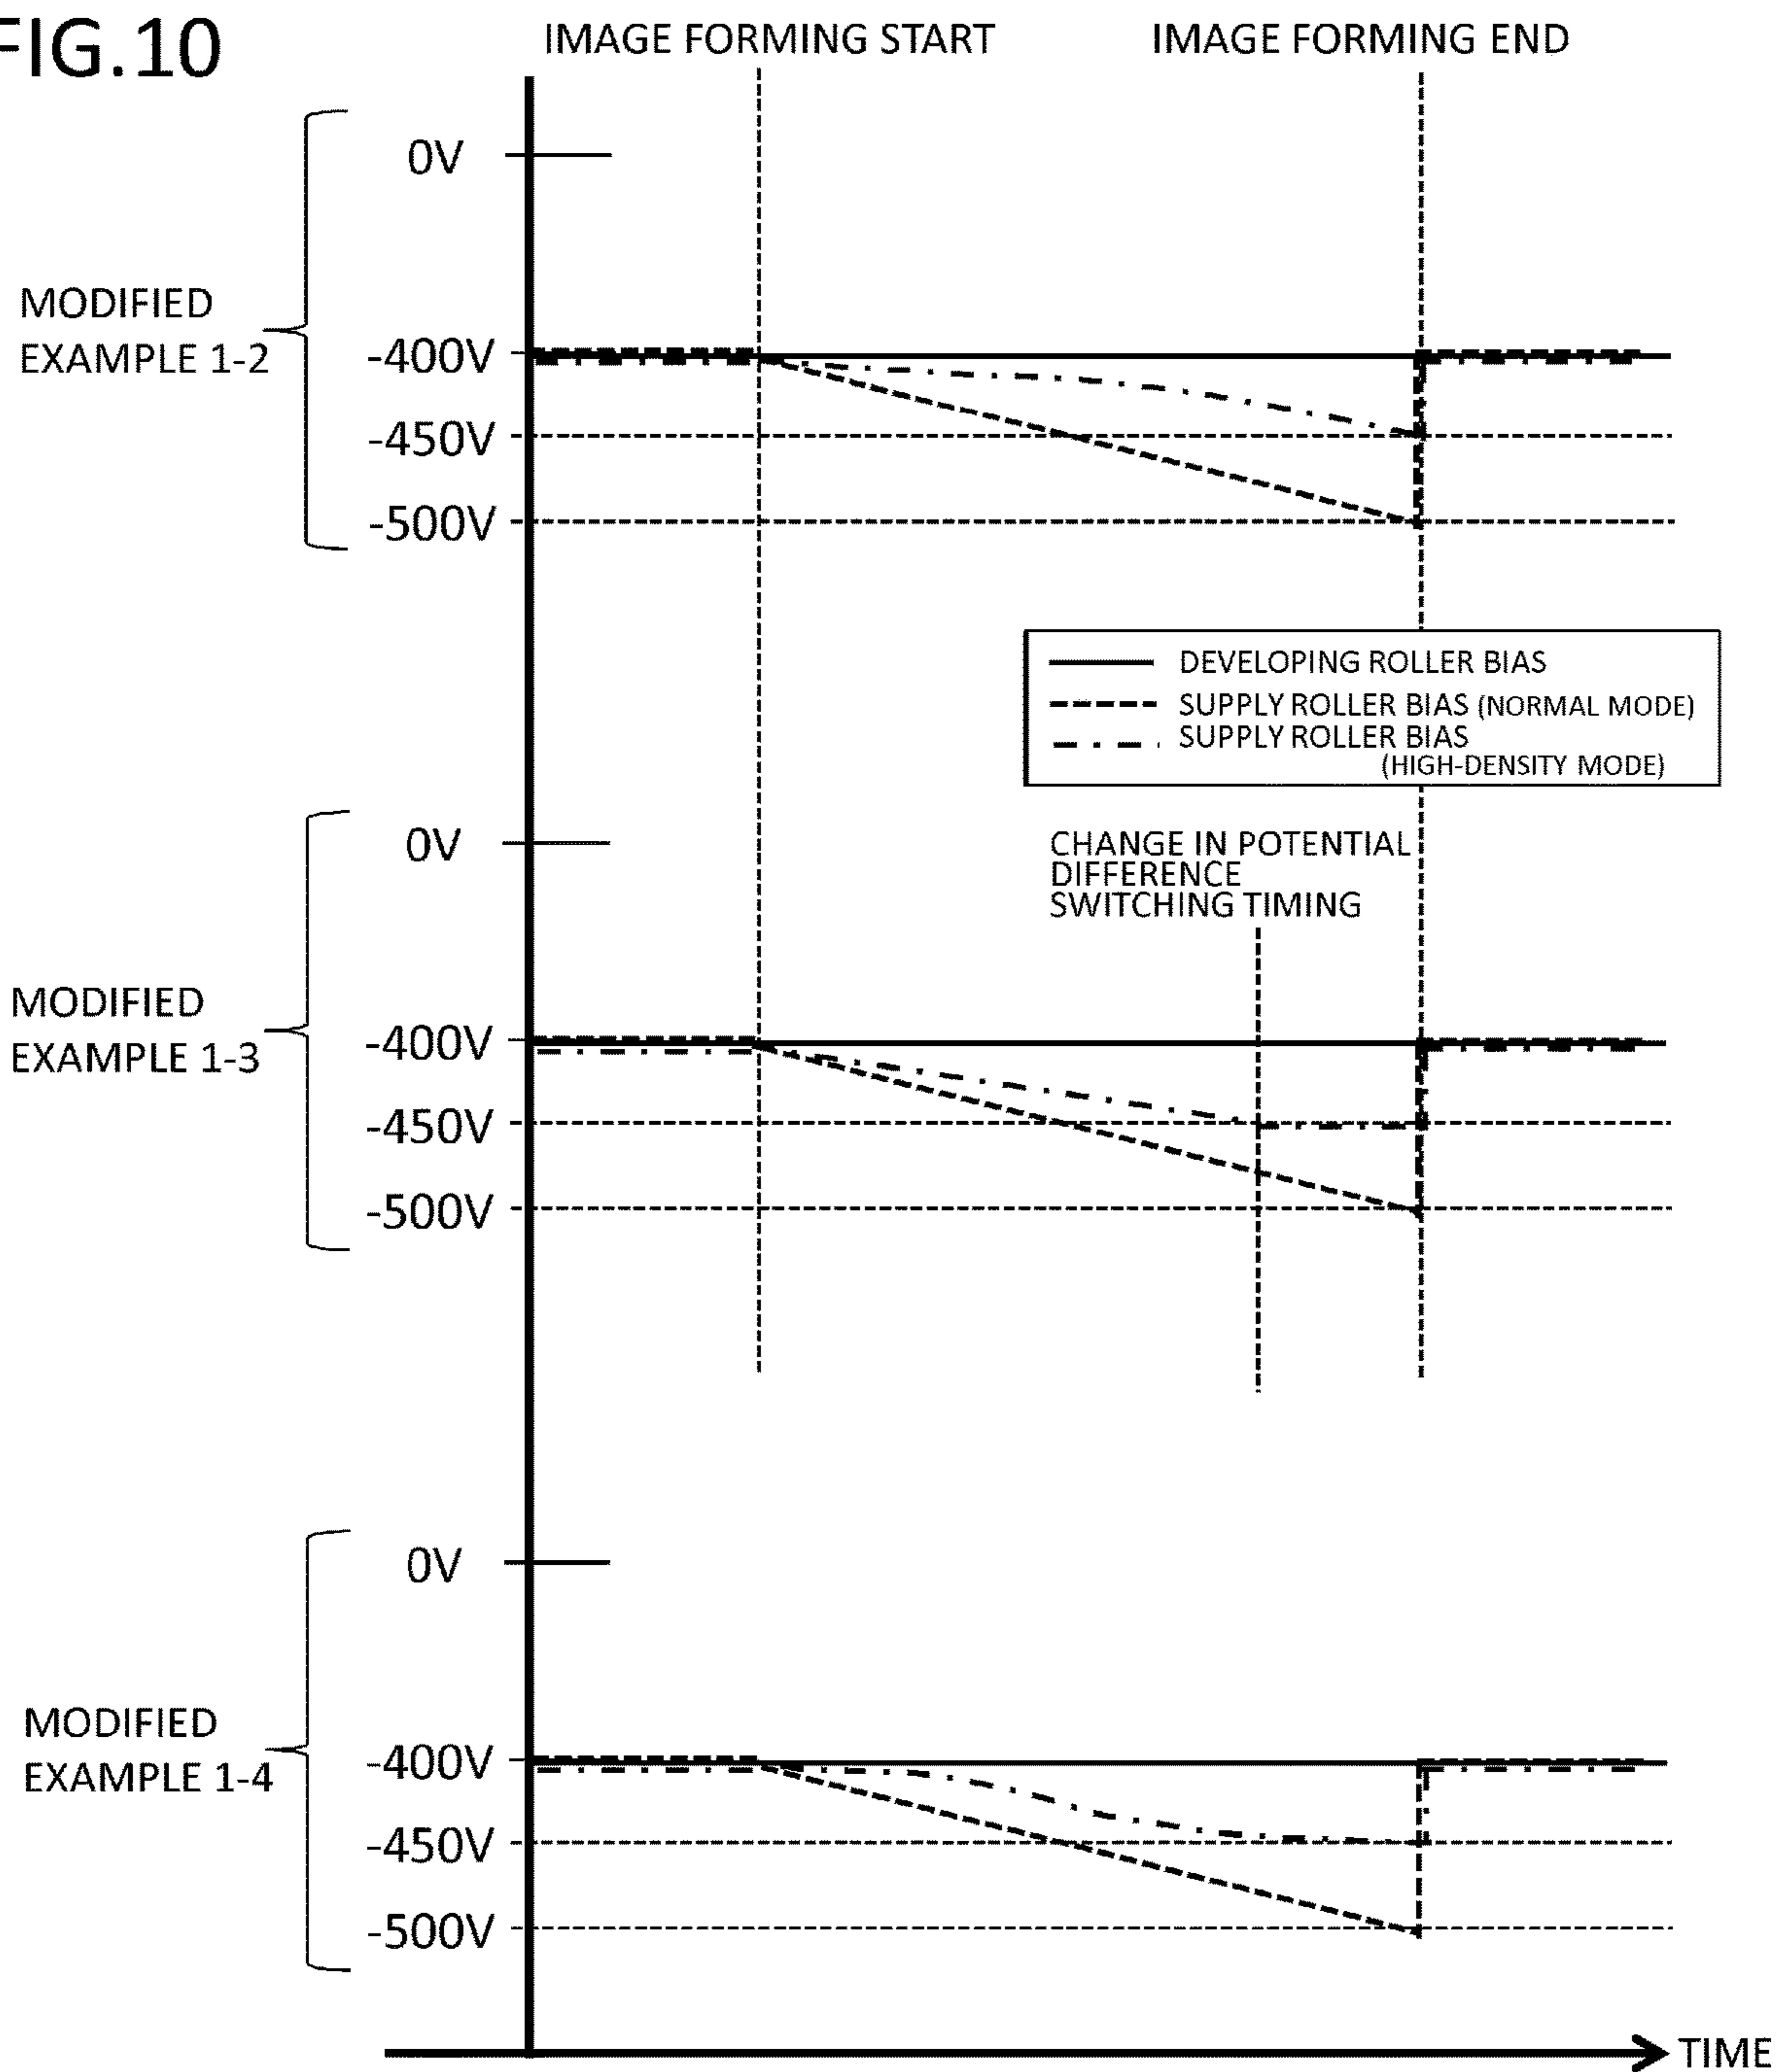 FIG.10
IMAGE FORMING START
IMAGE FORMING END
0V
MODIFIED
EXAMPLE 1-2
-400V
-450V
-500V
DEVELOPING ROLLER BIAS
SUPPLY ROLLER BIAS (NORMAL MODE)
SUPPLY ROLLER BIAS
(HIGH-DENSITY MODE)
0V
CHANGE IN POTENTIAL
DIFFERENCE
SWITCHING TIMING
MODIFIED
EXAMPLE 1-3
-400V
-450V
-500V
0V
MODIFIED
EXAMPLE 1-4
-400V
-450V
-500V
TIME